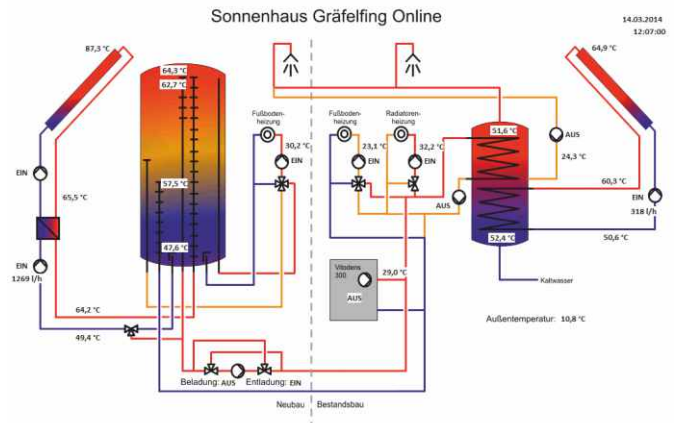 Sonnenhaus Gräfelfing Online
14.03.2014
12:07:00
87,3 °C
64,9 °C
64,3 °C
62,7 °C
Fußboden-
heizung
Fußboden-
heizung
Radiatoren-
heizung
51,6 °C
AUS
30,2 °C
23,1 °C
32,2 °C
24,3 °C
EIN
EIN
EIN
EIN
57,5 °C
60,3 °C
65,5 °C
AUS
EIN
318 l/h
47,6 °C
52,4 °C
50,6 °C
EIN
1269 l/h
Vitodens
300
29,0 °C
AUS
Kaltwasser
64,2 °C
49,4 °C
Außentemperatur: 10,8 °C
Beladung: AUS
Entladung: EIN
Neubau
Bestandsbau